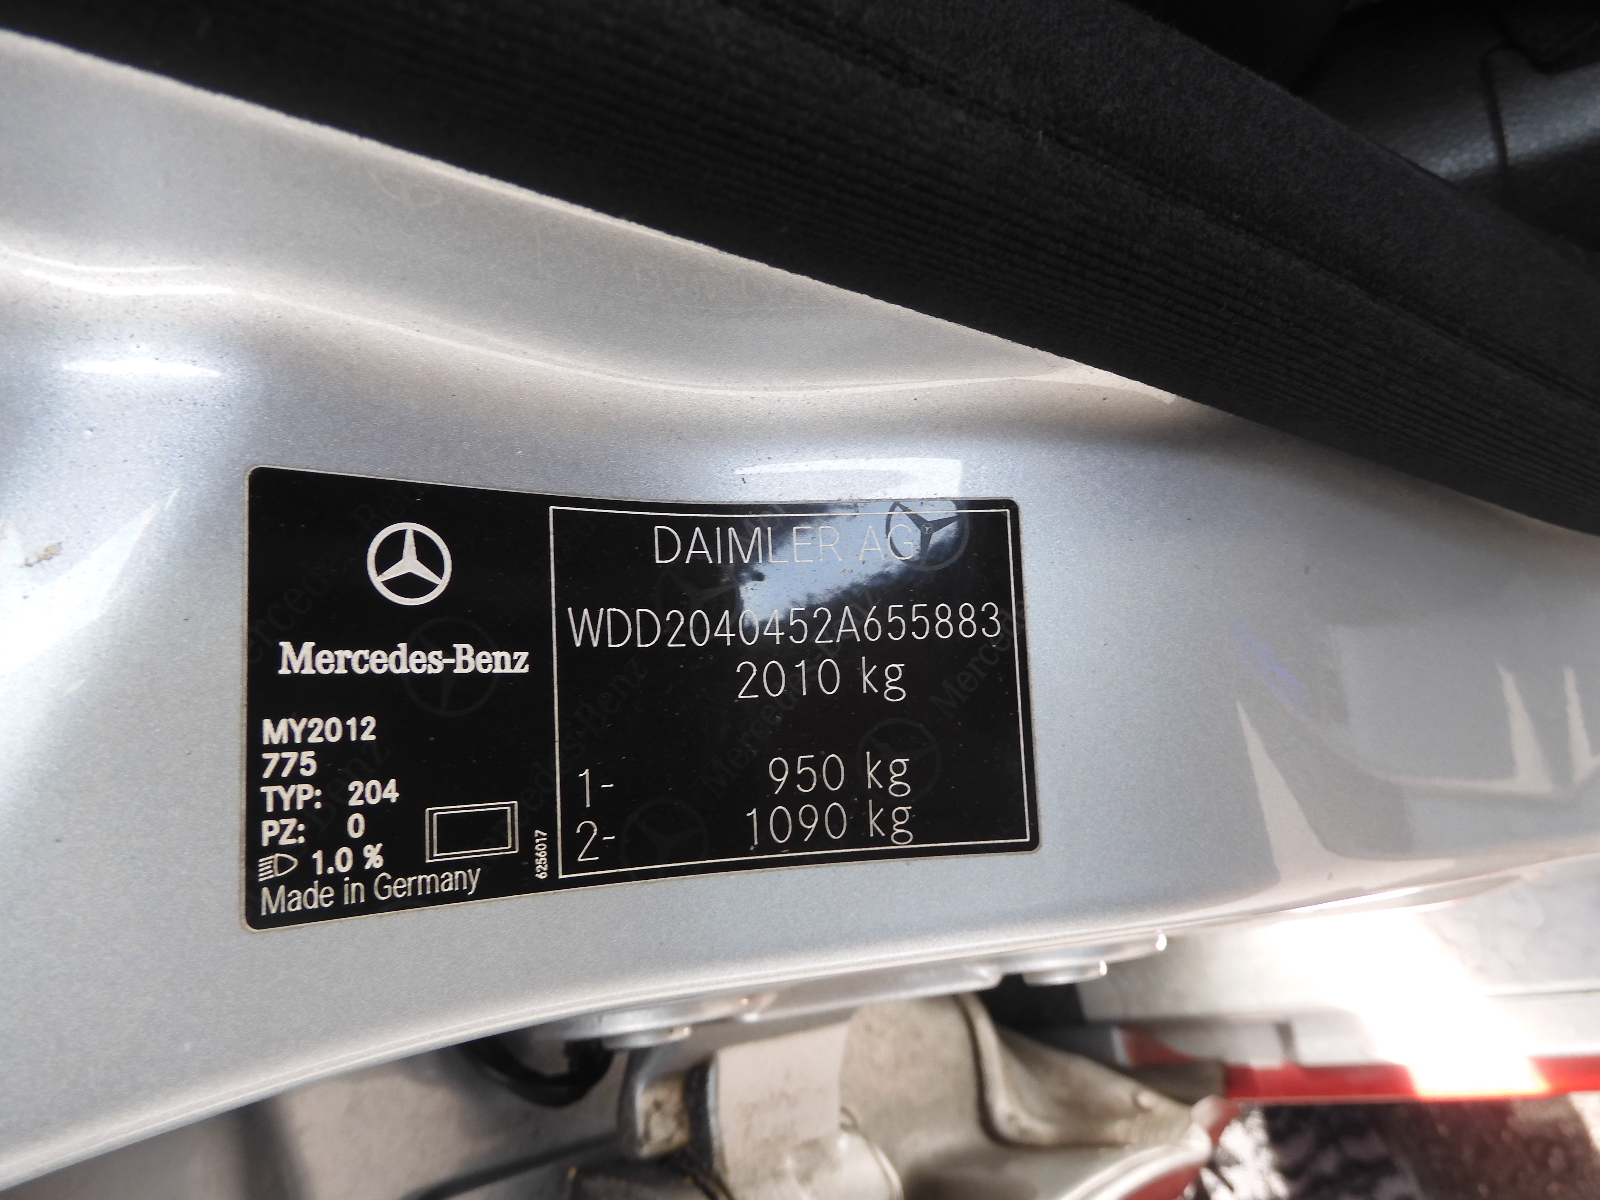 Mercedes-Benz
MY2012
775
TYP: 204
PZ: 0
1.0 %
Made in Germany
6256017
DAIMLER AG
WDD2040452A655883
2010 kg
1- 950 kg
2- 1090 kg